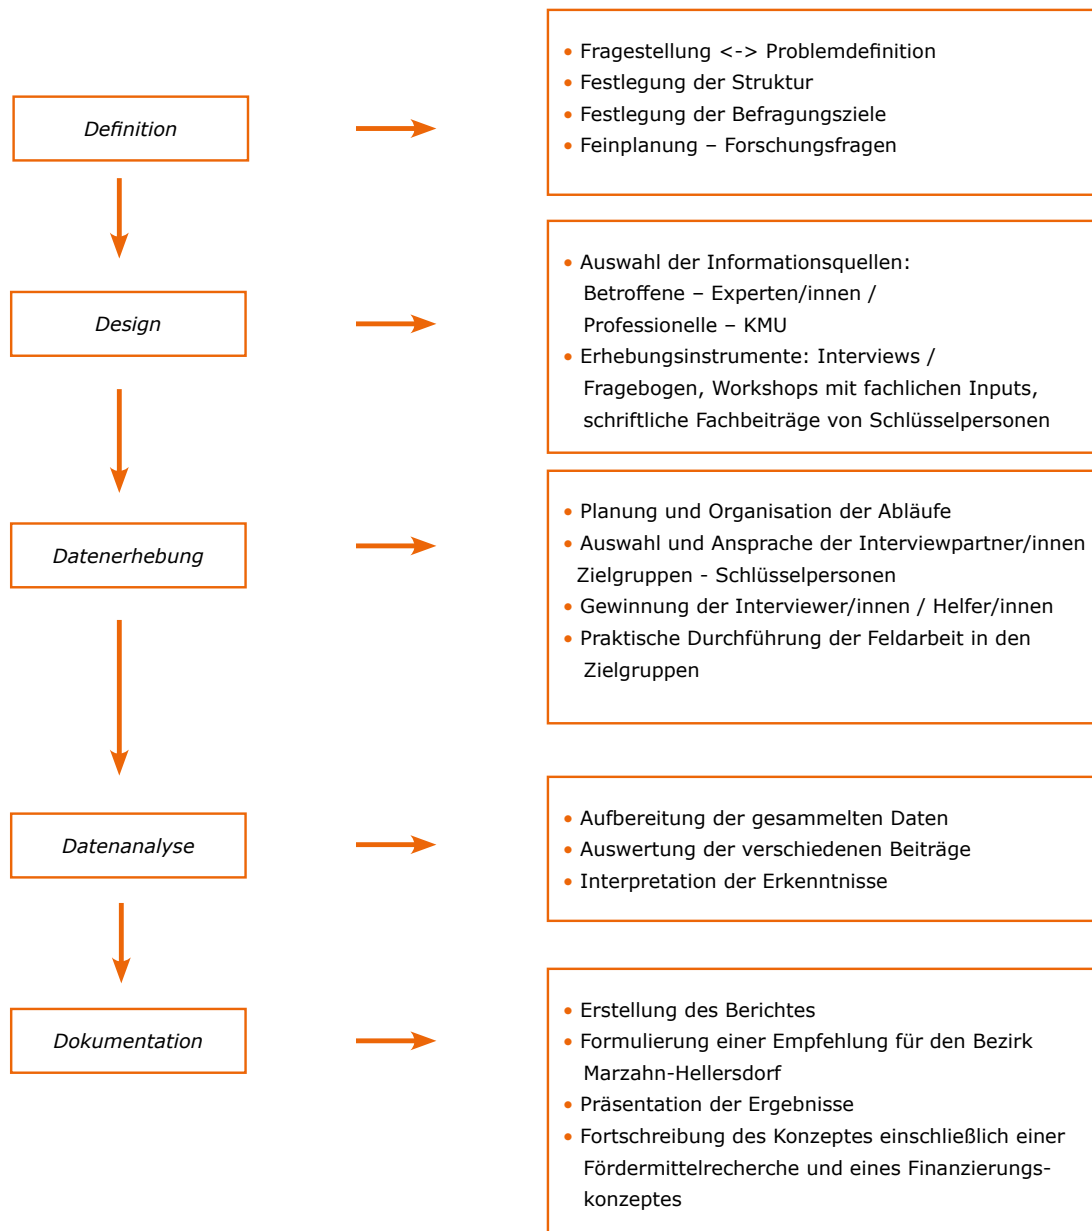 Definition
• Fragestellung <-> Problemdefinition
• Festlegung der Struktur
• Festlegung der Befragungsziele
• Feinplanung – Forschungsfragen
Design
• Auswahl der Informationsquellen:
Betroffene – Experten/innen /
Professionelle – KMU
• Erhebungsinstrumente: Interviews /
Fragebogen, Workshops mit fachlichen Inputs,
schriftliche Fachbeiträge von Schlüsselpersonen
Datenerhebung
• Planung und Organisation der Abläufe
• Auswahl und Ansprache der Interviewpartner/innen
Zielgruppen - Schlüsselpersonen
• Gewinnung der Interviewer/innen / Helfer/innen
• Praktische Durchführung der Feldarbeit in den
Zielgruppen
Datenanalyse
• Aufbereitung der gesammelten Daten
• Auswertung der verschiedenen Beiträge
• Interpretation der Erkenntnisse
Dokumentation
• Erstellung des Berichtes
• Formulierung einer Empfehlung für den Bezirk
Marzahn-Hellersdorf
• Präsentation der Ergebnisse
• Fortschreibung des Konzeptes einschließlich einer
Fördermittelrecherche und eines Finanzierungs-
konzeptes